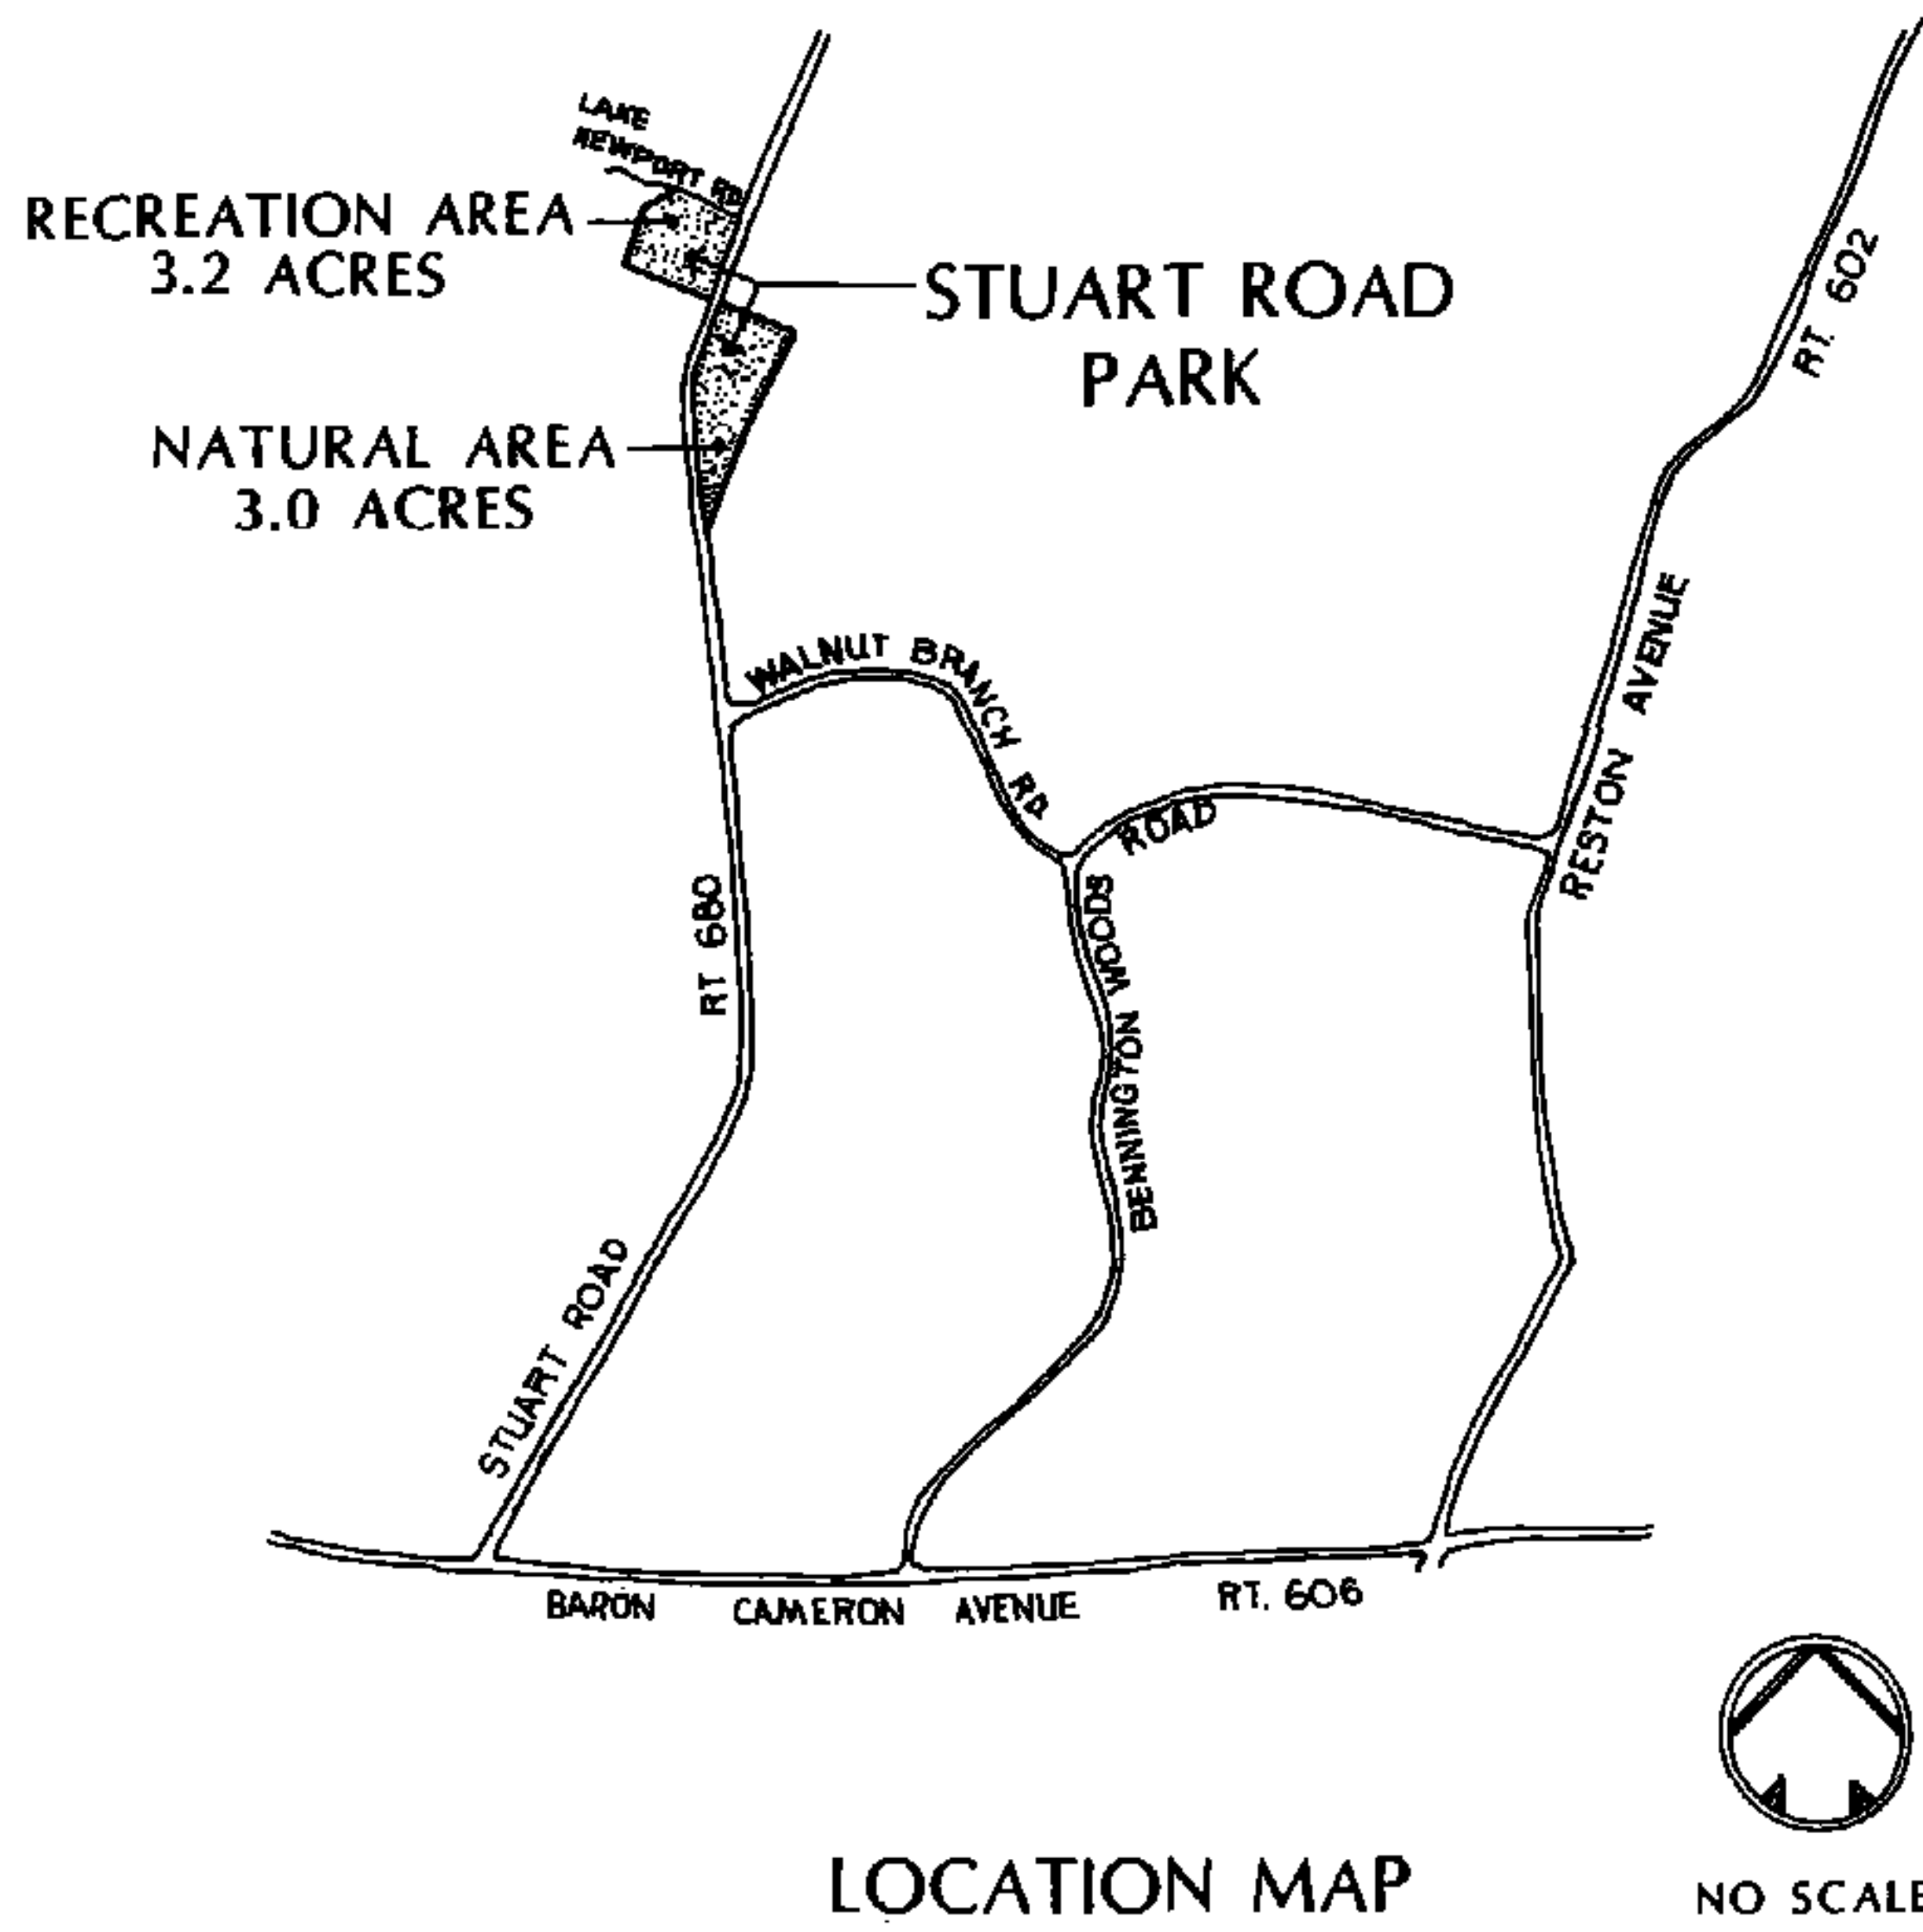 LAKE
NEWPORT RD
RECREATION AREA
3.2 ACRES
STUART ROAD
PARK
RT. 602
NATURAL AREA
3.0 ACRES
WALNUT BRANCH RD.
RESTON AVENUE
BENNINGTON WOODS ROAD
RT 680
STUART ROAD
BARON CAMERON AVENUE RT. 606
LOCATION MAP
NO SCALE